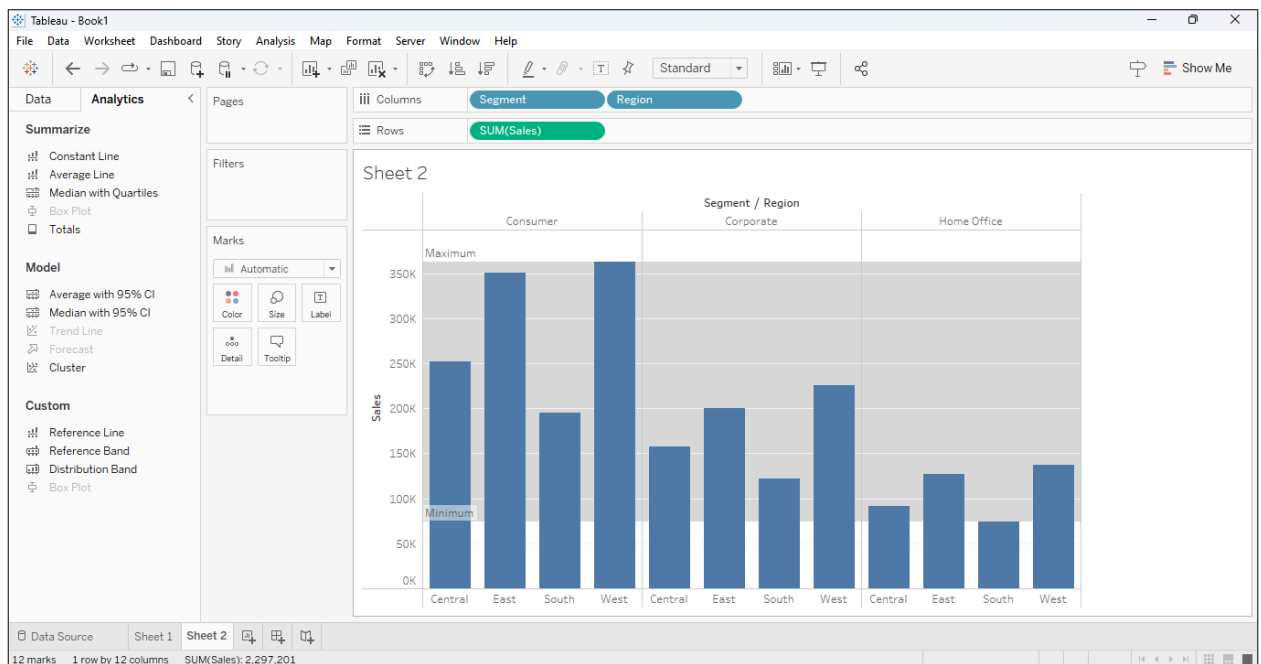 Tableau - Book1
File Data Worksheet Dashboard Story Analysis Map Format Server Window Help
Standard
Show Me
Data Analytics
Summarize
Constant Line
Average Line
Median with Quartiles
Box Plot
Totals
Model
Average with 95% CI
Median with 95% CI
Trend Line
Forecast
Cluster
Custom
Reference Line
Reference Band
Distribution Band
Box Plot
Pages
Filters
Marks
Automatic
Color Size Label
Detail Tooltip
Columns Segment Region
Rows SUM(Sales)
Sheet 2
Segment / Region
Consumer Corporate Home Office
Maximum
350K
300K
250K
200K
150K
100K
Minimum
50K
0K
Sales
Central East South West Central East South West Central East South West
Data Source Sheet 1 Sheet 2
12 marks 1 row by 12 columns SUM(Sales): 2,297,201